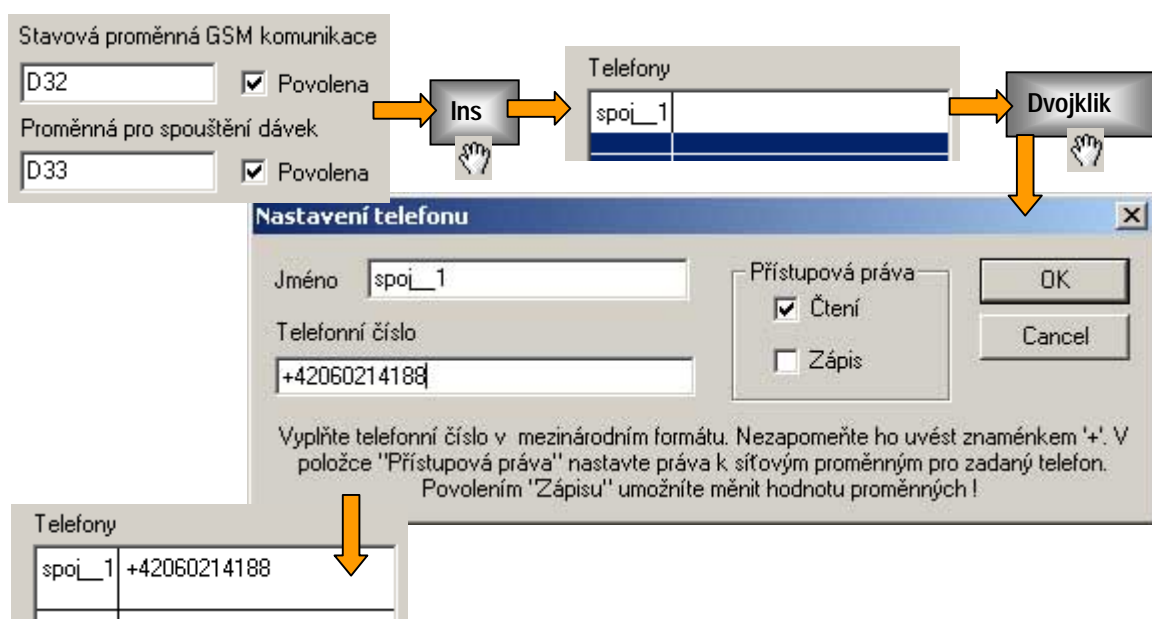 Stavová proměnná GSM komunikace
D32
Povolena
Proměnná pro spouštění dávek
D33
Povolena
Ins
Telefony
spoj__1
Dvojklik
Nastavení telefonu
Jméno spoj__1
Telefonní číslo
+42060214188
Přístupová práva
Čtení
Zápis
OK
Cancel
Vyplňte telefonní číslo v mezinárodním formátu. Nezapomeňte ho uvést znaménkem '+'. V
položce "Přístupová práva" nastavte práva k síťovým proměnným pro zadaný telefon.
Povolením "Zápisu" umožníte měnit hodnotu proměnných !
Telefony
spoj__1 +42060214188